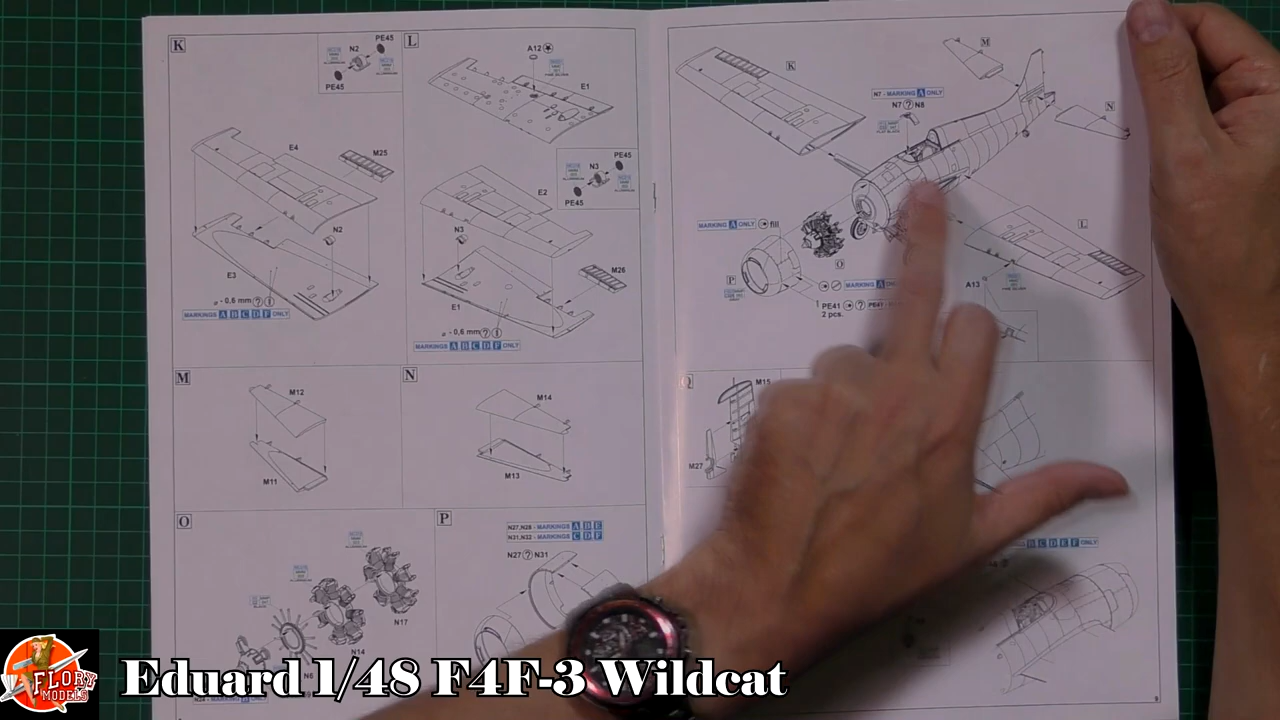 K
N2
PE45
PE45
E4
M25
N2
E3
ø - 0,6 mm
MARKINGS A B C D F ONLY
L
A12
E1
N3
PE45
PE45
E2
N3
M26
E1
ø - 0,6 mm
MARKINGS A B C D F ONLY
M
M12
M11
N
M14
M13
O
N17
N14
N6
P
N27,N28 - MARKINGS A B E
N31,N32 - MARKINGS C D F
N27 ? N31
K
M
N
N7 - MARKING A ONLY
N7 ? N8
MARKING A ONLY fill
L
P
O
MARKING A
PE41 ? PE41
2 pcs.
A13
Q
M15
M27
B C D E F ONLY
9
FLORY
MODELS
Eduard 1/48 F4F-3 Wildcat